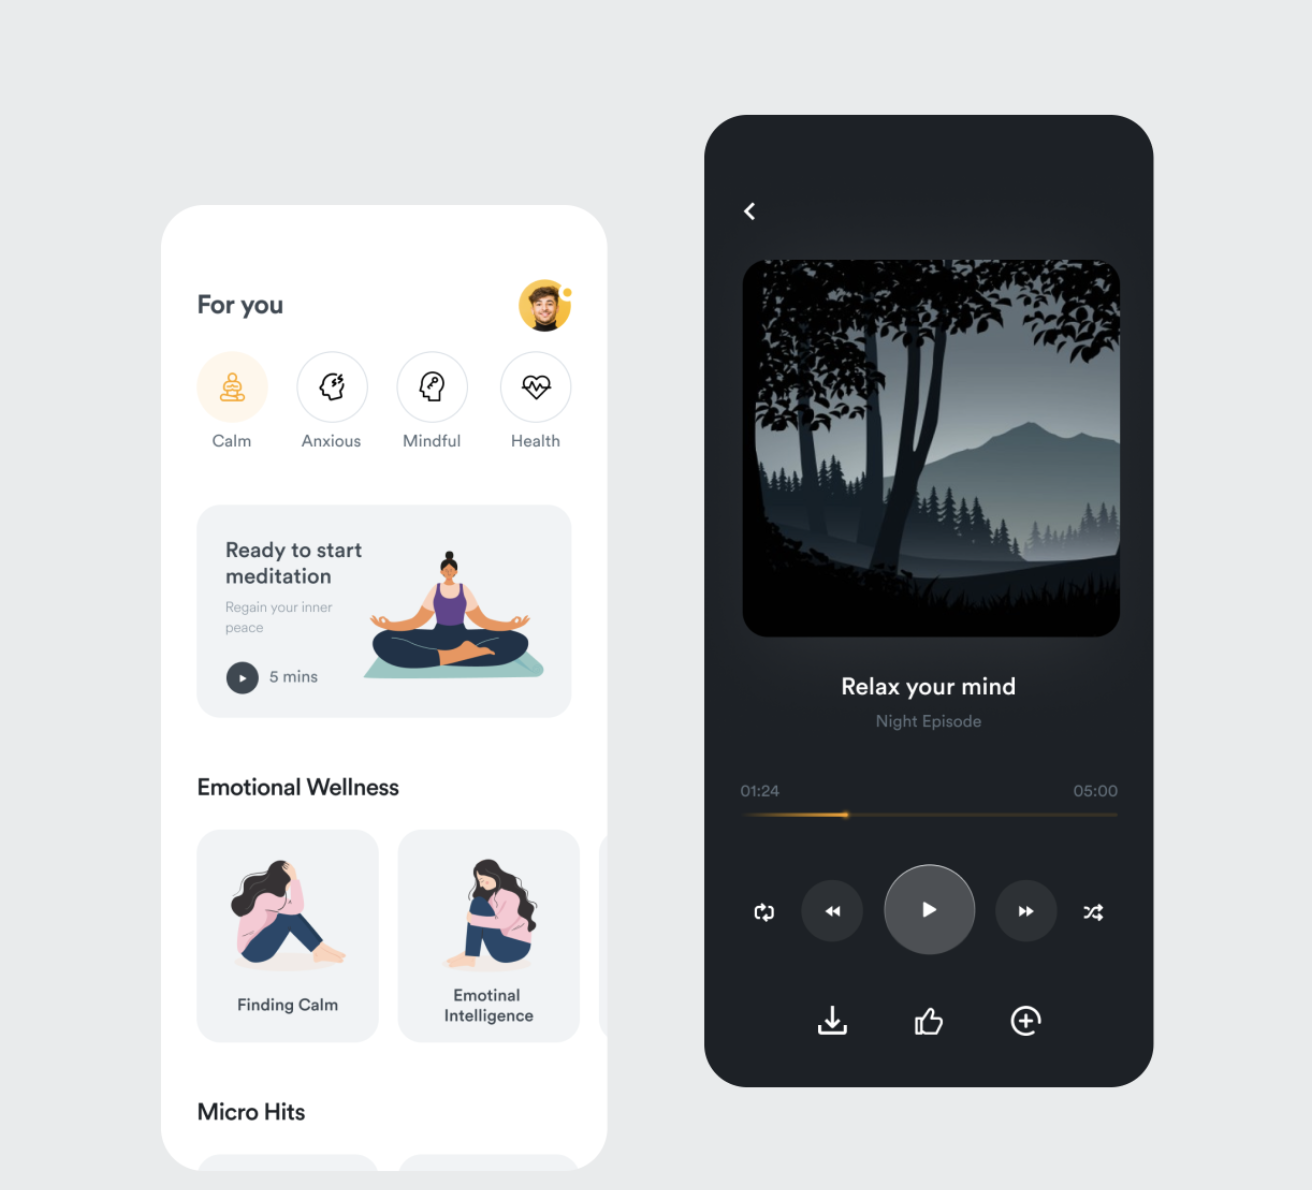 For you
Calm
Anxious
Mindful
Health
Ready to start
meditation
Regain your inner
peace
5 mins
Emotional Wellness
Finding Calm
Emotinal
Intelligence
Micro Hits
Relax your mind
Night Episode
01:24
05:00